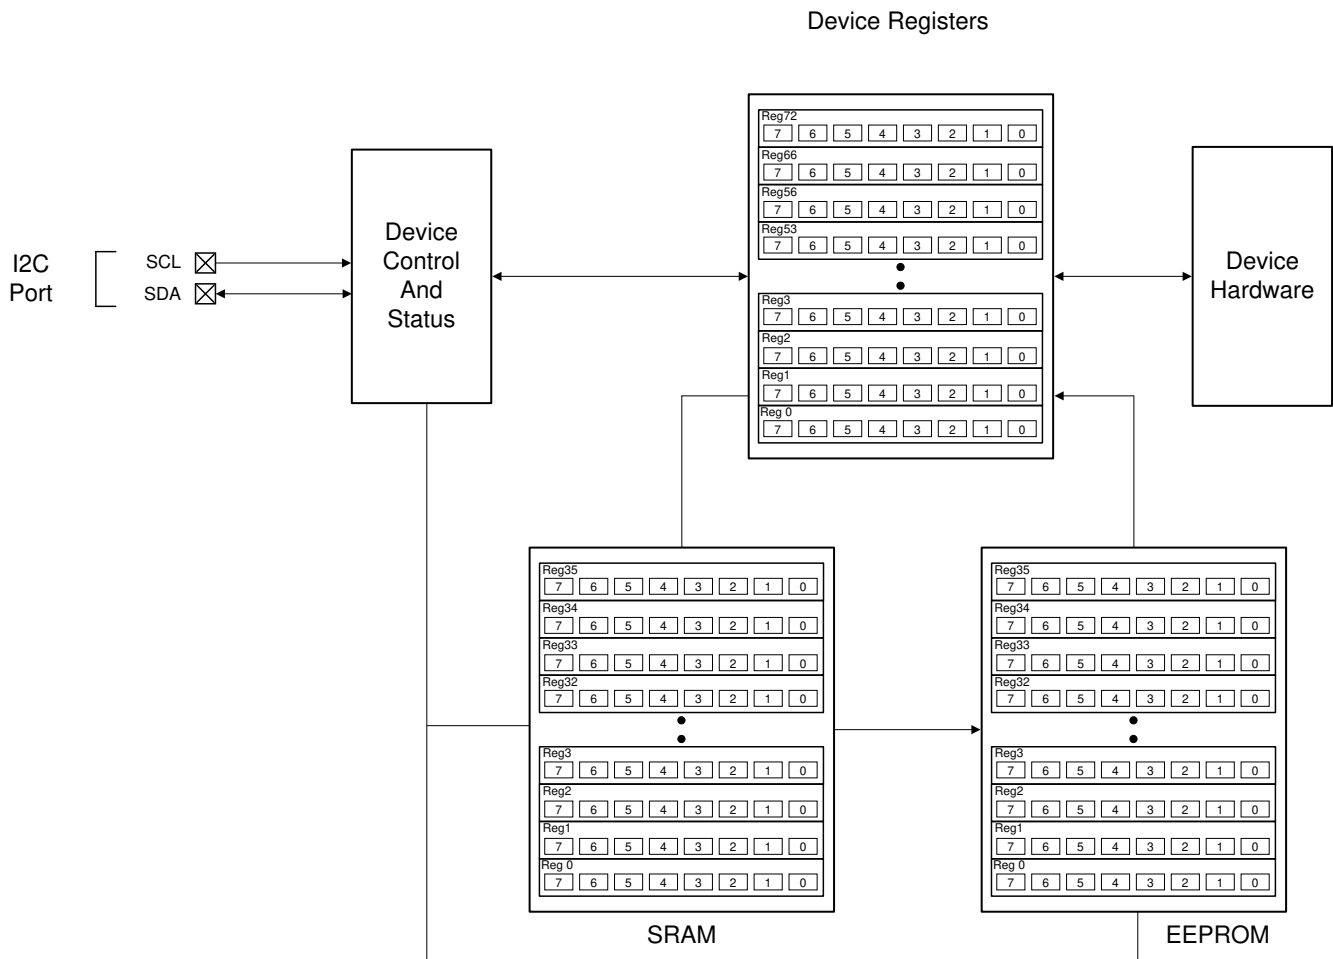 Device Registers
Reg72
7 6 5 4 3 2 1 0
Reg66
7 6 5 4 3 2 1 0
Reg56
7 6 5 4 3 2 1 0
Reg53
7 6 5 4 3 2 1 0
Reg3
7 6 5 4 3 2 1 0
Reg2
7 6 5 4 3 2 1 0
Reg1
7 6 5 4 3 2 1 0
Reg 0
7 6 5 4 3 2 1 0
I2C
Port
SCL
SDA
Device
Control
And
Status
Device
Hardware
Reg35
7 6 5 4 3 2 1 0
Reg34
7 6 5 4 3 2 1 0
Reg33
7 6 5 4 3 2 1 0
Reg32
7 6 5 4 3 2 1 0
Reg3
7 6 5 4 3 2 1 0
Reg2
7 6 5 4 3 2 1 0
Reg1
7 6 5 4 3 2 1 0
Reg 0
7 6 5 4 3 2 1 0
SRAM
Reg35
7 6 5 4 3 2 1 0
Reg34
7 6 5 4 3 2 1 0
Reg33
7 6 5 4 3 2 1 0
Reg32
7 6 5 4 3 2 1 0
Reg3
7 6 5 4 3 2 1 0
Reg2
7 6 5 4 3 2 1 0
Reg1
7 6 5 4 3 2 1 0
Reg 0
7 6 5 4 3 2 1 0
EEPROM